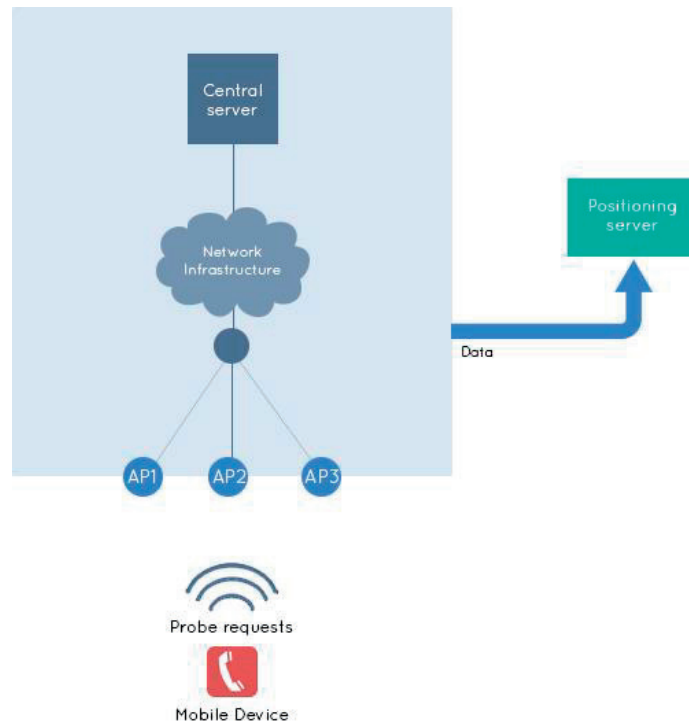 Central
server
Network
Infrastructure
Positioning
server
Data
AP1
AP2
AP3
Probe requests
Mobile Device